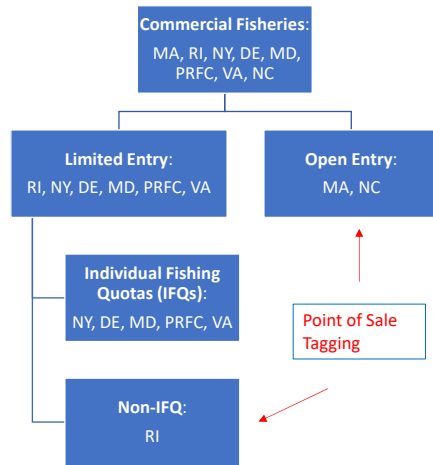 Commercial Fisheries:
MA, RI, NY, DE, MD,
PRFC, VA, NC
Limited Entry:
RI, NY, DE, MD, PRFC, VA
Open Entry:
MA, NC
Individual Fishing
Quotas (IFQs):
NY, DE, MD, PRFC, VA
Point of Sale
Tagging
Non-IFQ:
RI